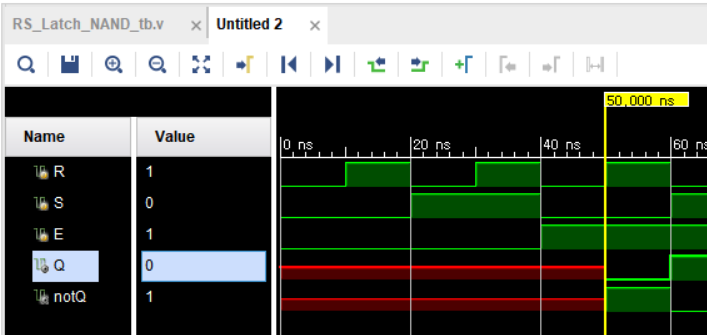 RS_Latch_NAND_tb.v × Untitled 2 ×
50.000 ns
Name Value
0 ns 20 ns 40 ns 60 ns
R 1
S 0
E 1
Q 0
notQ 1